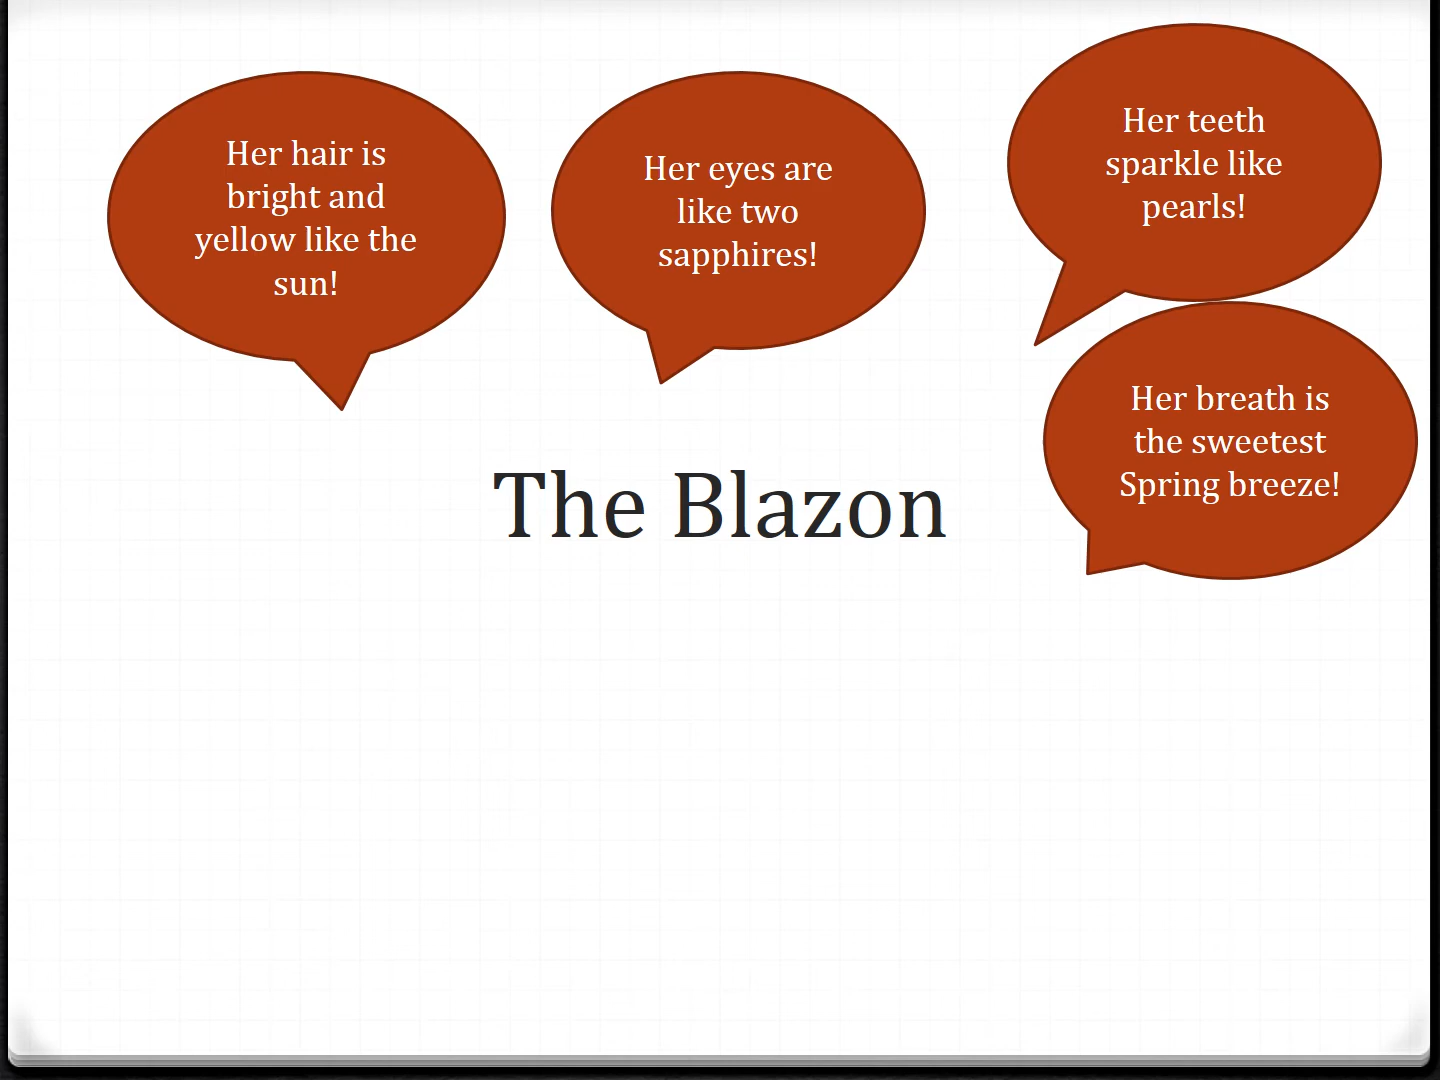 Her hair is
bright and
yellow like the
sun!
Her eyes are
like two
sapphires!
Her teeth
sparkle like
pearls!
Her breath is
the sweetest
Spring breeze!
The Blazon